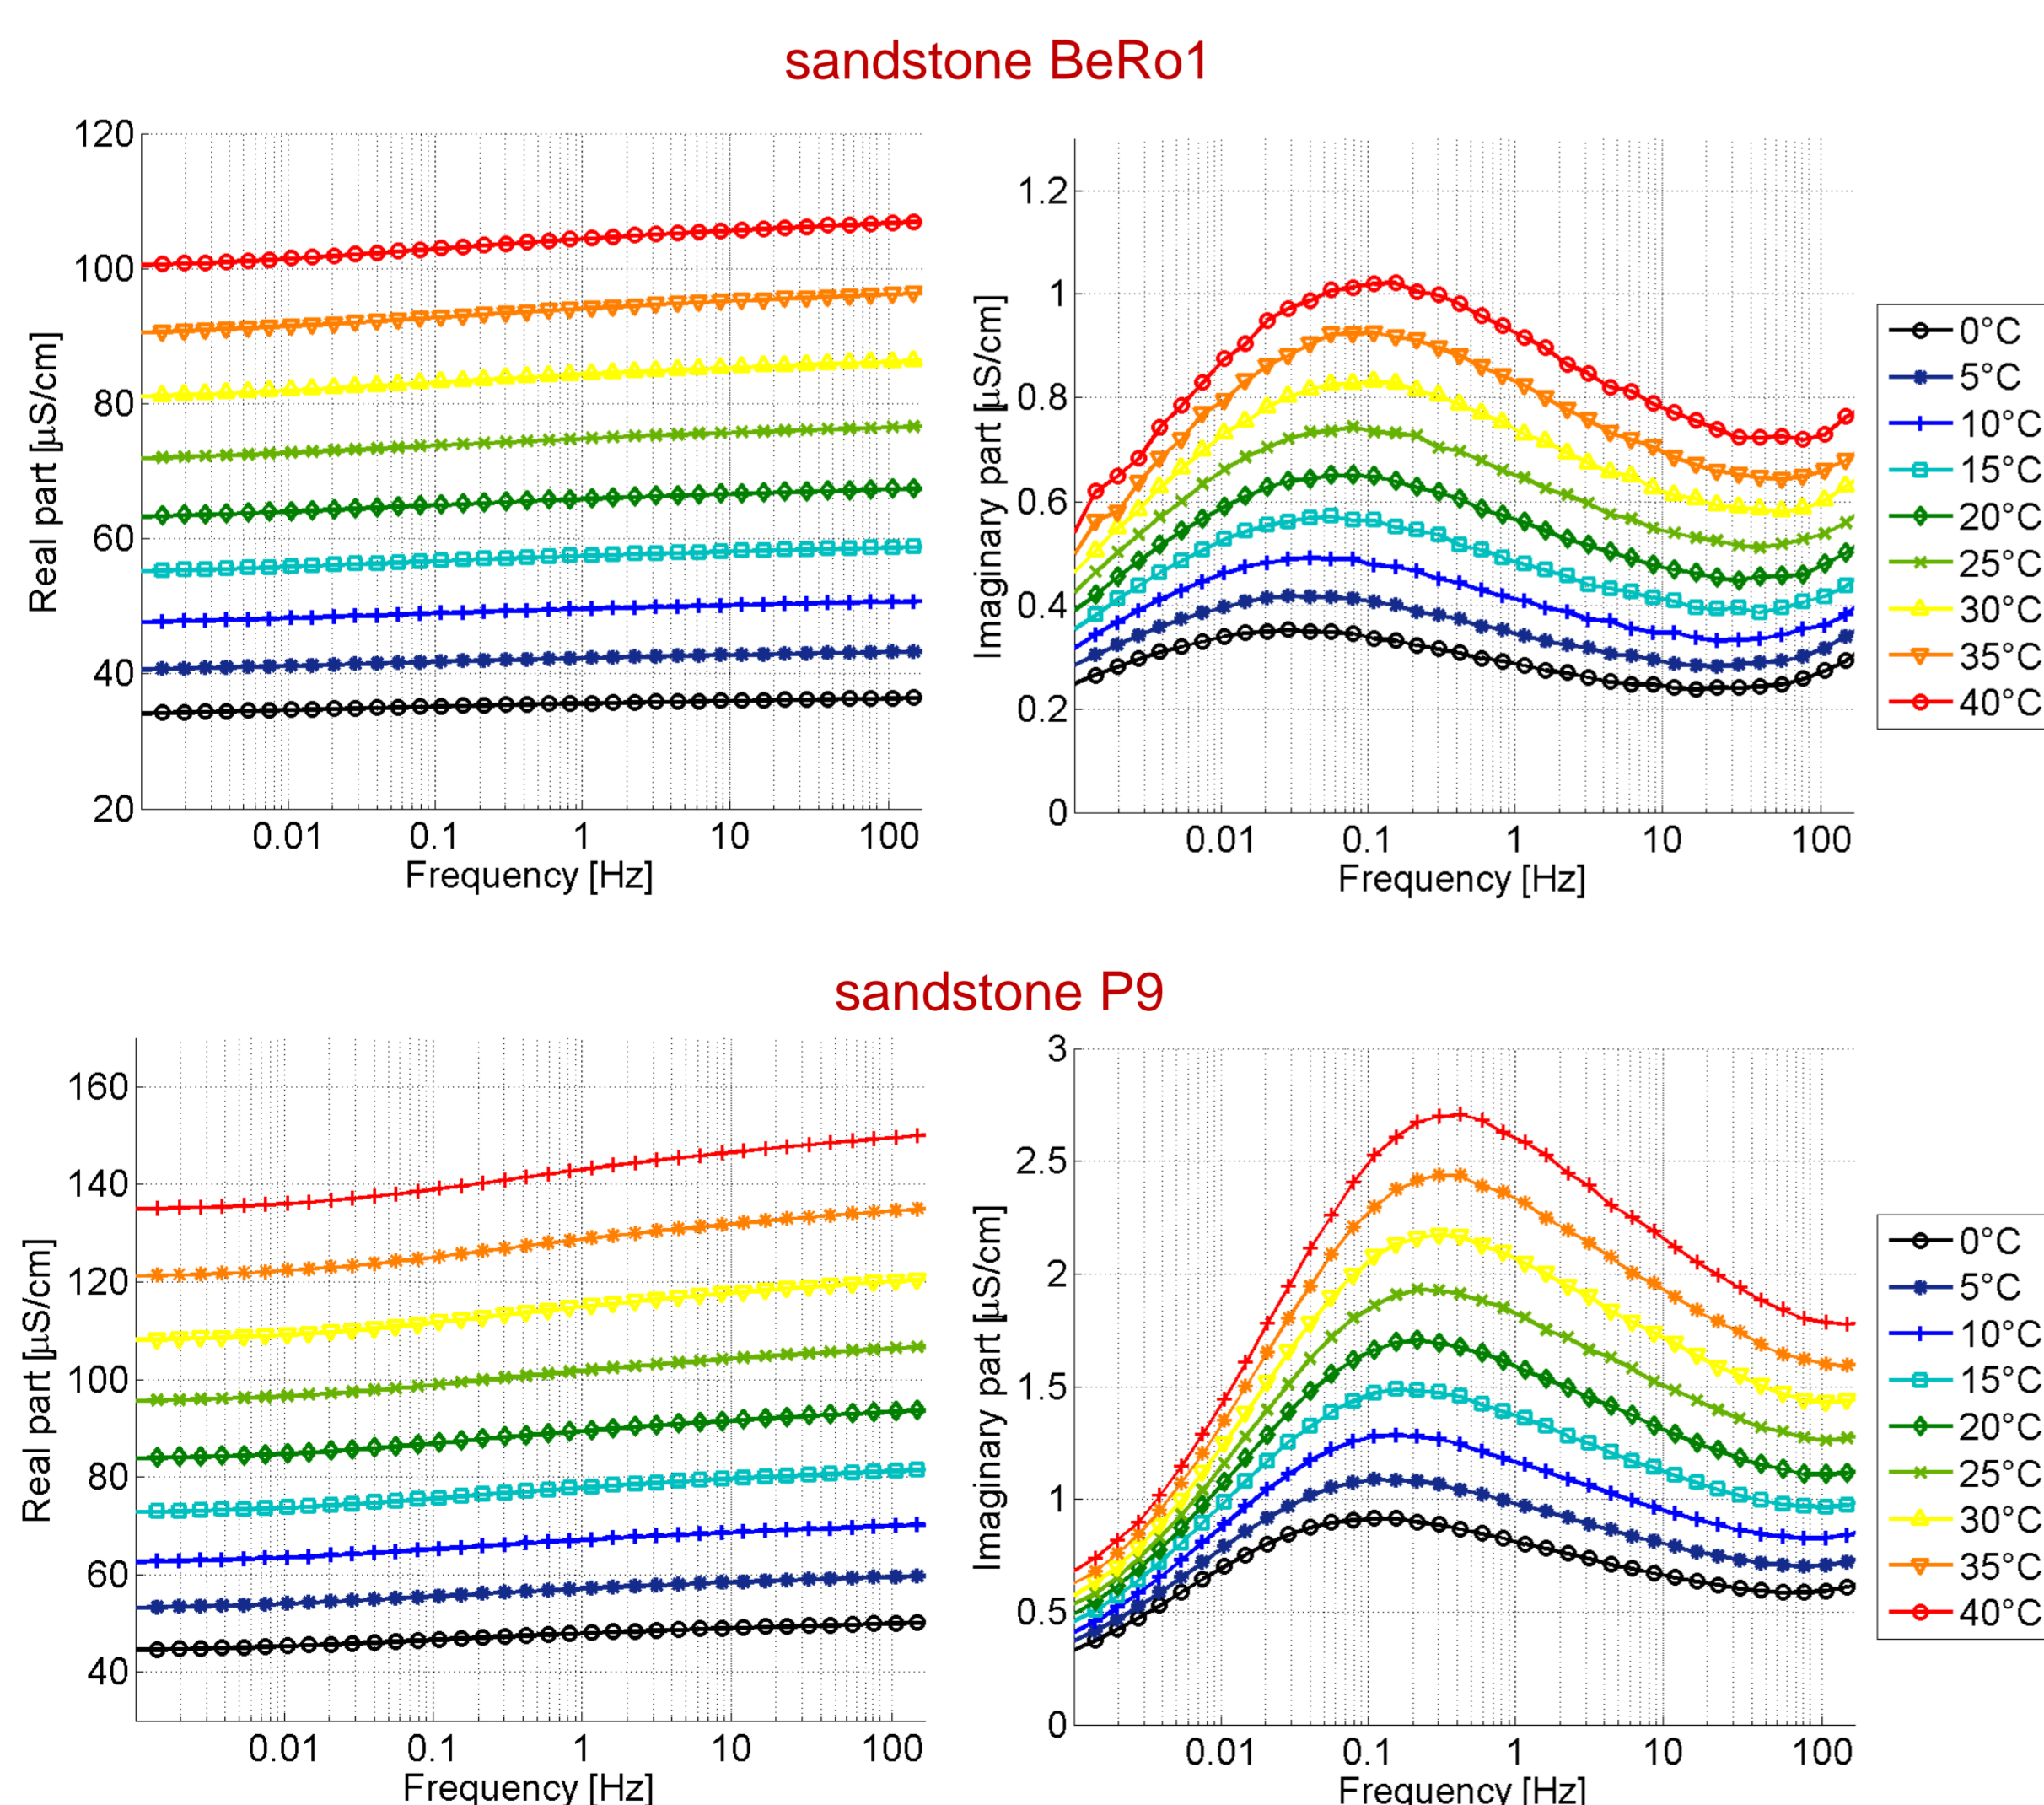 sandstone BeRo1
120
100
80
60
40
20
Real part [µS/cm]
0.01 0.1 1 10 100
Frequency [Hz]
1.2
1
0.8
0.6
0.4
0.2
0
Imaginary part [µS/cm]
0.01 0.1 1 10 100
Frequency [Hz]
0°C
5°C
10°C
15°C
20°C
25°C
30°C
35°C
40°C
sandstone P9
160
140
120
100
80
60
40
Real part [µS/cm]
0.01 0.1 1 10 100
Frequency [Hz]
3
2.5
2
1.5
1
0.5
0
Imaginary part [µS/cm]
0.01 0.1 1 10 100
Frequency [Hz]
0°C
5°C
10°C
15°C
20°C
25°C
30°C
35°C
40°C